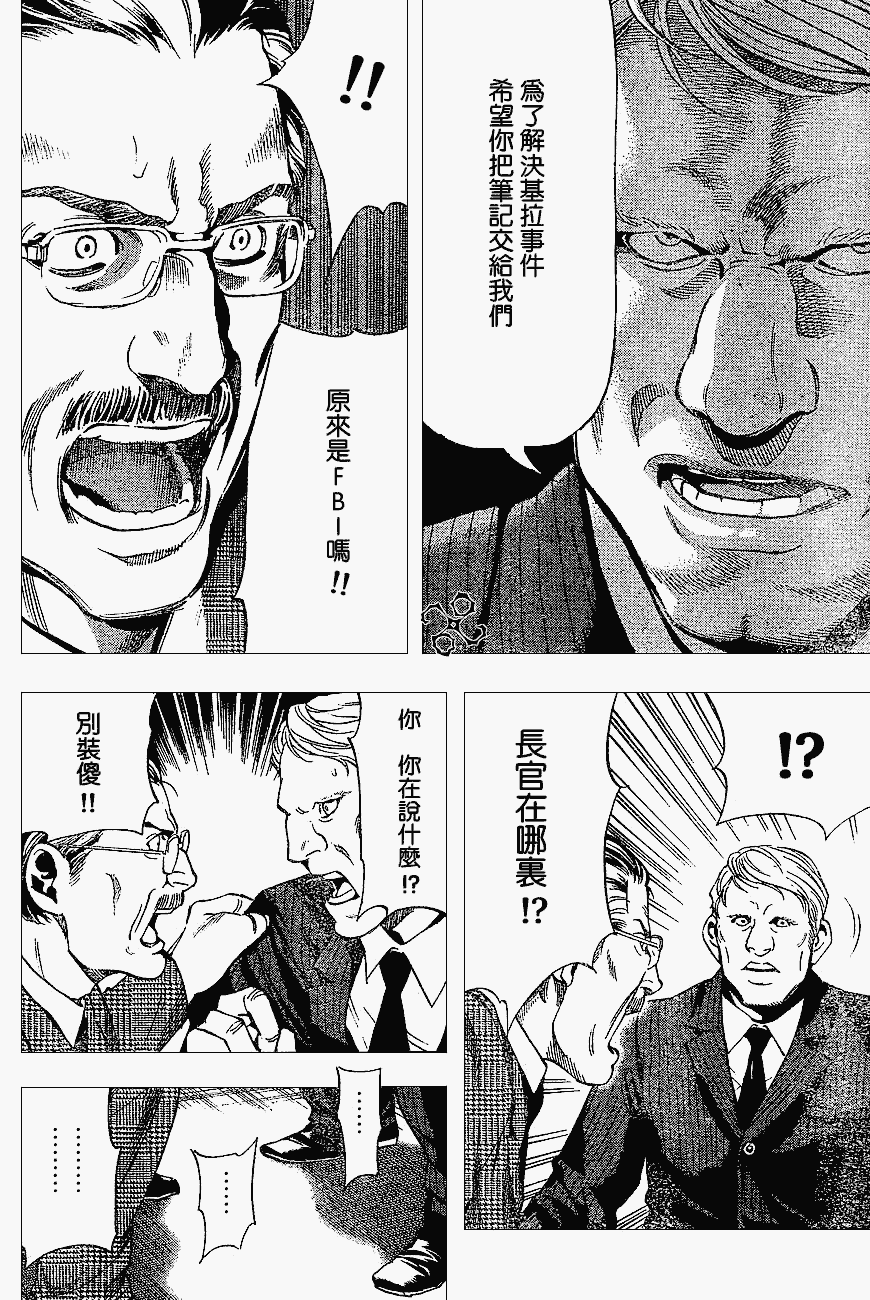 為了解決基拉事件
希望你把筆記交給我們
!!
原來是FBI嗎!!
!?
長官在哪裏!?
你 你在說什麼!?
別裝傻!!
……
……
……
……